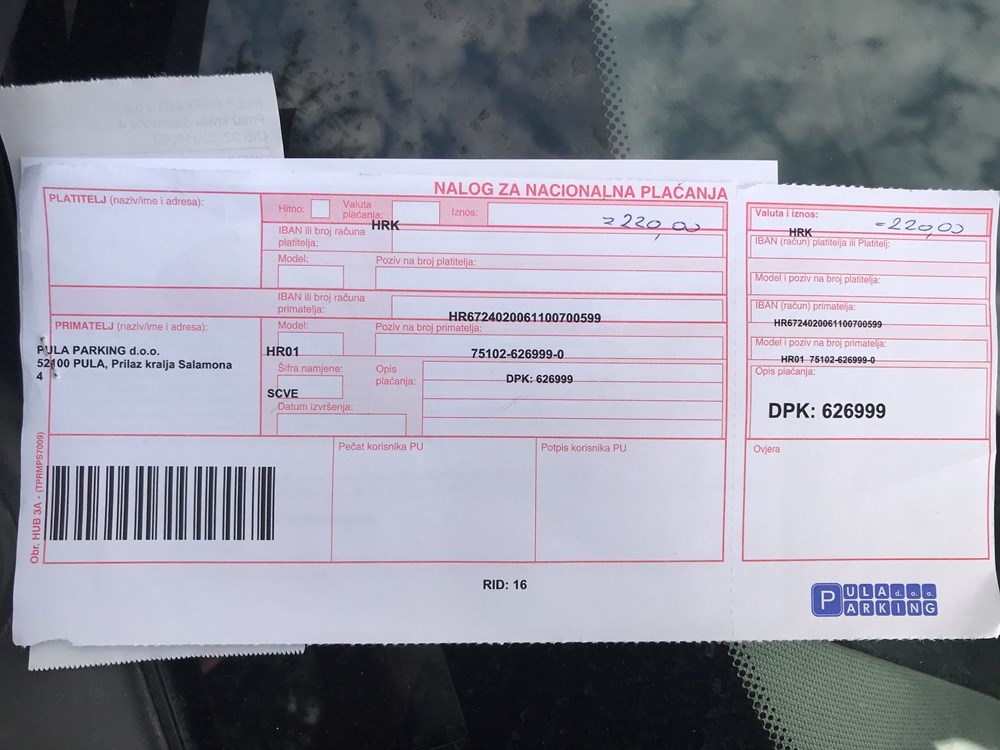 NALOG ZA NACIONALNA PLAĆANJA
PLATITELJ (naziv/ime i adresa):
Hitno:
Valuta
plaćanja:
HRK
Iznos:
=220,00
IBAN ili broj računa
platitelja:
Model:
Poziv na broj platitelja:
IBAN ili broj računa
primatelja:
HR6724020061100700599
PRIMATELJ (naziv/ime i adresa):
PULA PARKING d.o.o.
52100 PULA, Prilaz kralja Salamona
4
Model:
HR01
Poziv na broj primatelja:
75102-626999-0
Šifra namjene:
SCVE
Opis
plaćanja:
DPK: 626999
Datum izvršenja:
Pečat korisnika PU
Potpis korisnika PU
Obr. HUB 3A - (TPRMPS7009)
RID: 16
Valuta i iznos:
HRK
=220,00
IBAN (račun) platitelja ili Platitelj:
Model i poziv na broj platitelja:
IBAN (račun) primatelja:
HR6724020061100700599
Model i poziv na broj primatelja:
HR01 75102-626999-0
Opis plaćanja:
DPK: 626999
Ovjera
PULA d.o.o.
PARKING